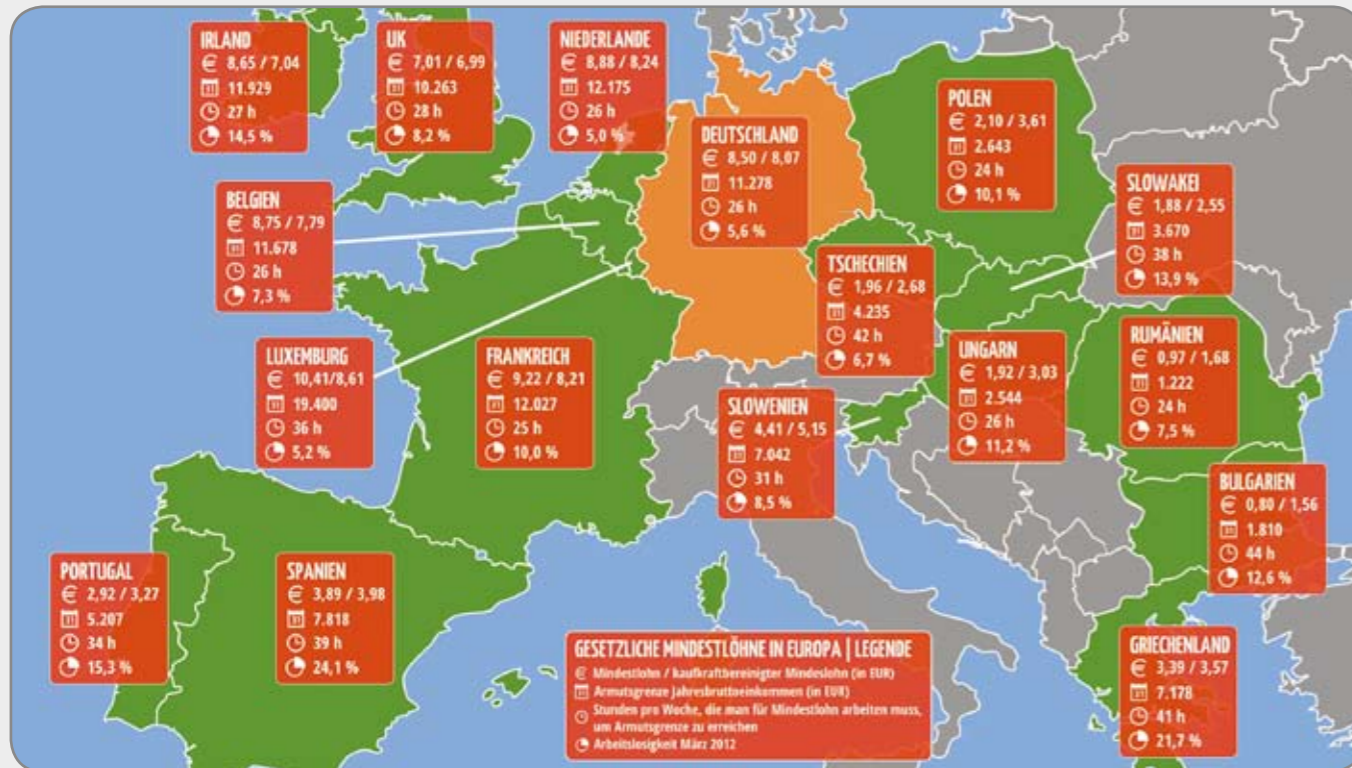 IRLAND
€ 8,65 / 7,04
11.929
27 h
14,5 %
UK
€ 7,01 / 6,99
10.263
28 h
8,2 %
NIEDERLANDE
€ 8,88 / 8,24
12.175
26 h
5,0 %
DEUTSCHLAND
€ 8,50 / 8,07
11.278
26 h
5,6 %
POLEN
€ 2,10 / 3,61
2.643
24 h
10,1 %
SLOWAKEI
€ 1,88 / 2,55
3.670
38 h
13,9 %
BELGIEN
€ 8,75 / 7,79
11.678
26 h
7,3 %
TSCHECHIEN
€ 1,96 / 2,68
4.235
42 h
6,7 %
LUXEMBURG
€ 10,41/8,61
19.400
36 h
5,2 %
FRANKREICH
€ 9,22 / 8,21
12.027
25 h
10,0 %
UNGARN
€ 1,92 / 3,03
2.544
26 h
11,2 %
RUMÄNIEN
€ 0,97 / 1,68
1.222
24 h
7,5 %
SLOWENIEN
€ 4,41 / 5,15
7.042
31 h
8,5 %
BULGARIEN
€ 0,80 / 1,56
1.810
44 h
12,6 %
PORTUGAL
€ 2,92 / 3,27
5.207
34 h
15,3 %
SPANIEN
€ 3,89 / 3,98
7.818
39 h
24,1 %
GRIECHENLAND
€ 3,39 / 3,57
7.178
41 h
21,7 %
GESETZLICHE MINDESTLÖHNE IN EUROPA | LEGENDE
€ Mindestlohn / kaufkraftbereinigter Mindeslohn (in EUR)
31 Armutsgrenze Jahresbruttoeinkommen (in EUR)
Stunden pro Woche, die man für Mindestlohn arbeiten muss,
um Armutsgrenze zu erreichen
Arbeitslosigkeit März 2012